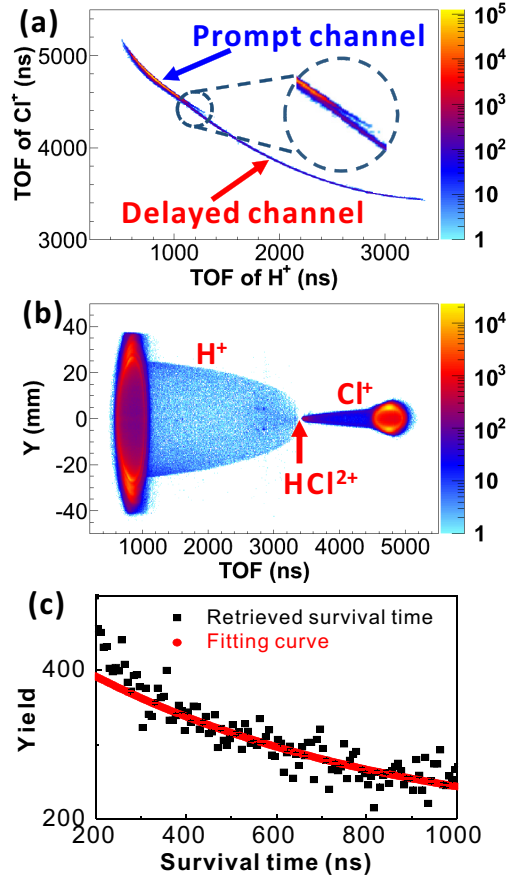 (a)
Prompt channel
Delayed channel
TOF of Cl⁺ (ns)
5000
4000
3000
1000
2000
3000
TOF of H⁺ (ns)
10⁵
10⁴
10³
10²
10
1
(b)
H⁺
Cl⁺
HCl²⁺
Y (mm)
40
20
0
-20
-40
1000
2000
3000
4000
5000
TOF (ns)
10⁴
10³
10²
10
1
(c)
Retrieved survival time
Fitting curve
Yield
400
200
200
400
600
800
1000
Survival time (ns)